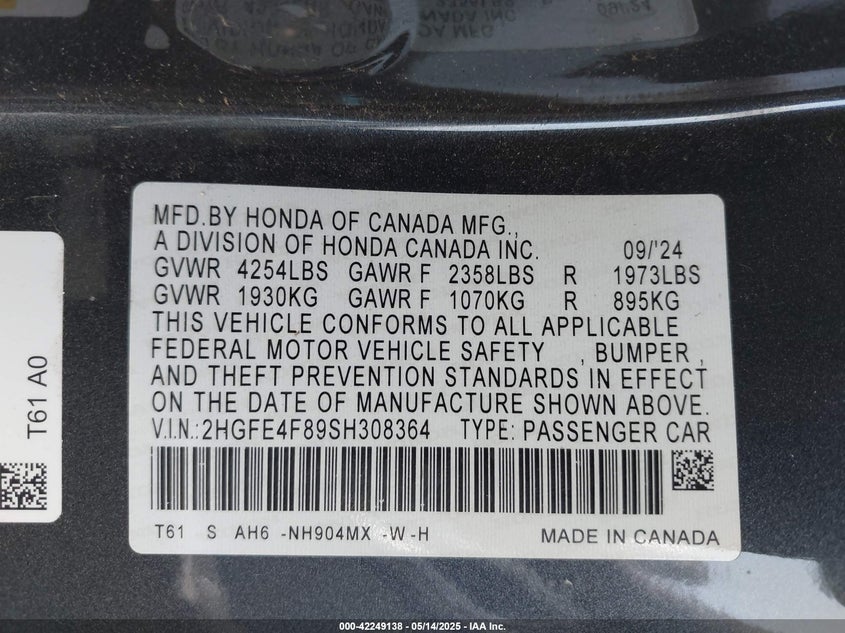 MFD.BY HONDA OF CANADA MFG.,
A DIVISION OF HONDA CANADA INC. 09/'24
GVWR 4254LBS GAWR F 2358LBS R 1973LBS
GVWR 1930KG GAWR F 1070KG R 895KG
THIS VEHICLE CONFORMS TO ALL APPLICABLE
FEDERAL MOTOR VEHICLE SAFETY , BUMPER ,
AND THEFT PREVENTION STANDARDS IN EFFECT
ON THE DATE OF MANUFACTURE SHOWN ABOVE.
V.I.N.:2HGFE4F89SH308364 TYPE: PASSENGER CAR
T61 S AH6 -NH904MX -W -H MADE IN CANADA
T61 A0
000-42249138 - 05/14/2025 - IAA Inc.